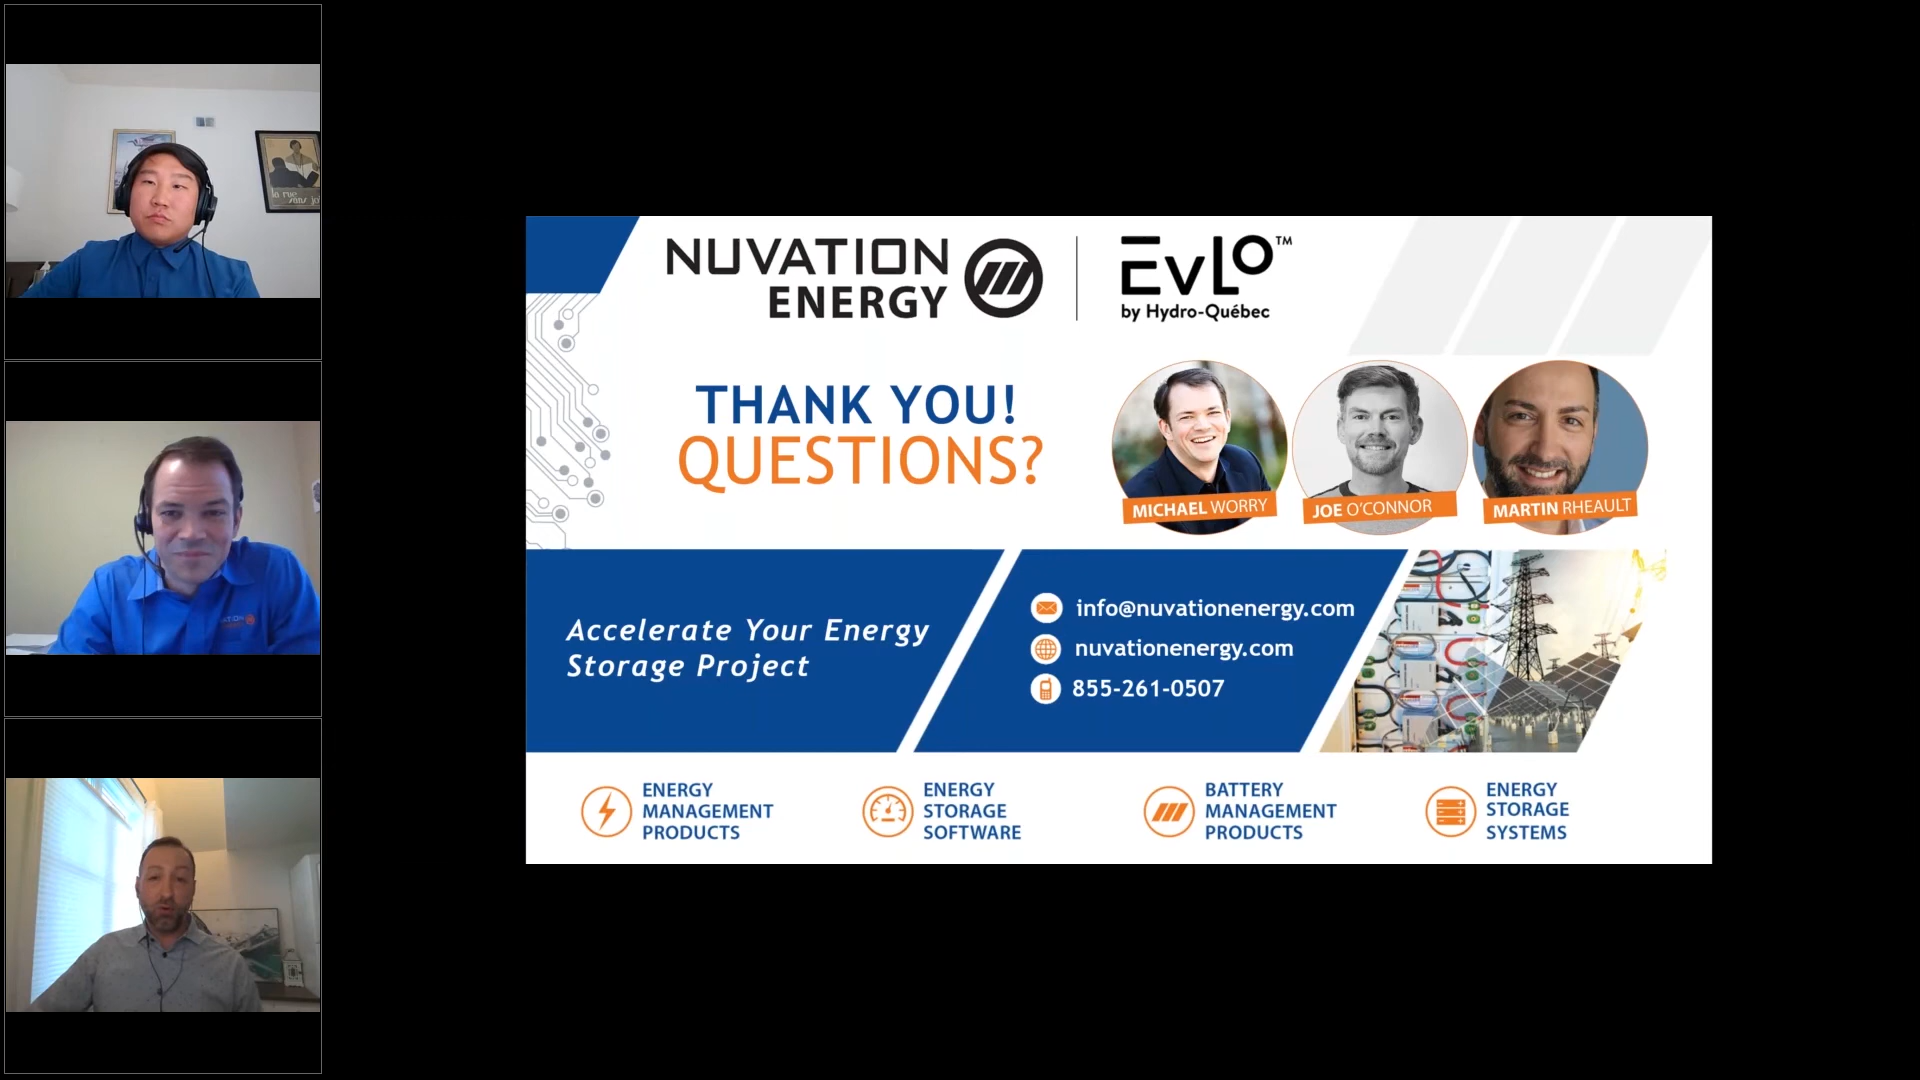 NUVATION
ENERGY
EVLO™
by Hydro-Québec
THANK YOU!
QUESTIONS?
MICHAEL WORRY
JOE O'CONNOR
MARTIN RHEAULT
Accelerate Your Energy
Storage Project
info@nuvationenergy.com
nuvationenergy.com
855-261-0507
ENERGY
MANAGEMENT
PRODUCTS
ENERGY
STORAGE
SOFTWARE
BATTERY
MANAGEMENT
PRODUCTS
ENERGY
STORAGE
SYSTEMS
la rue